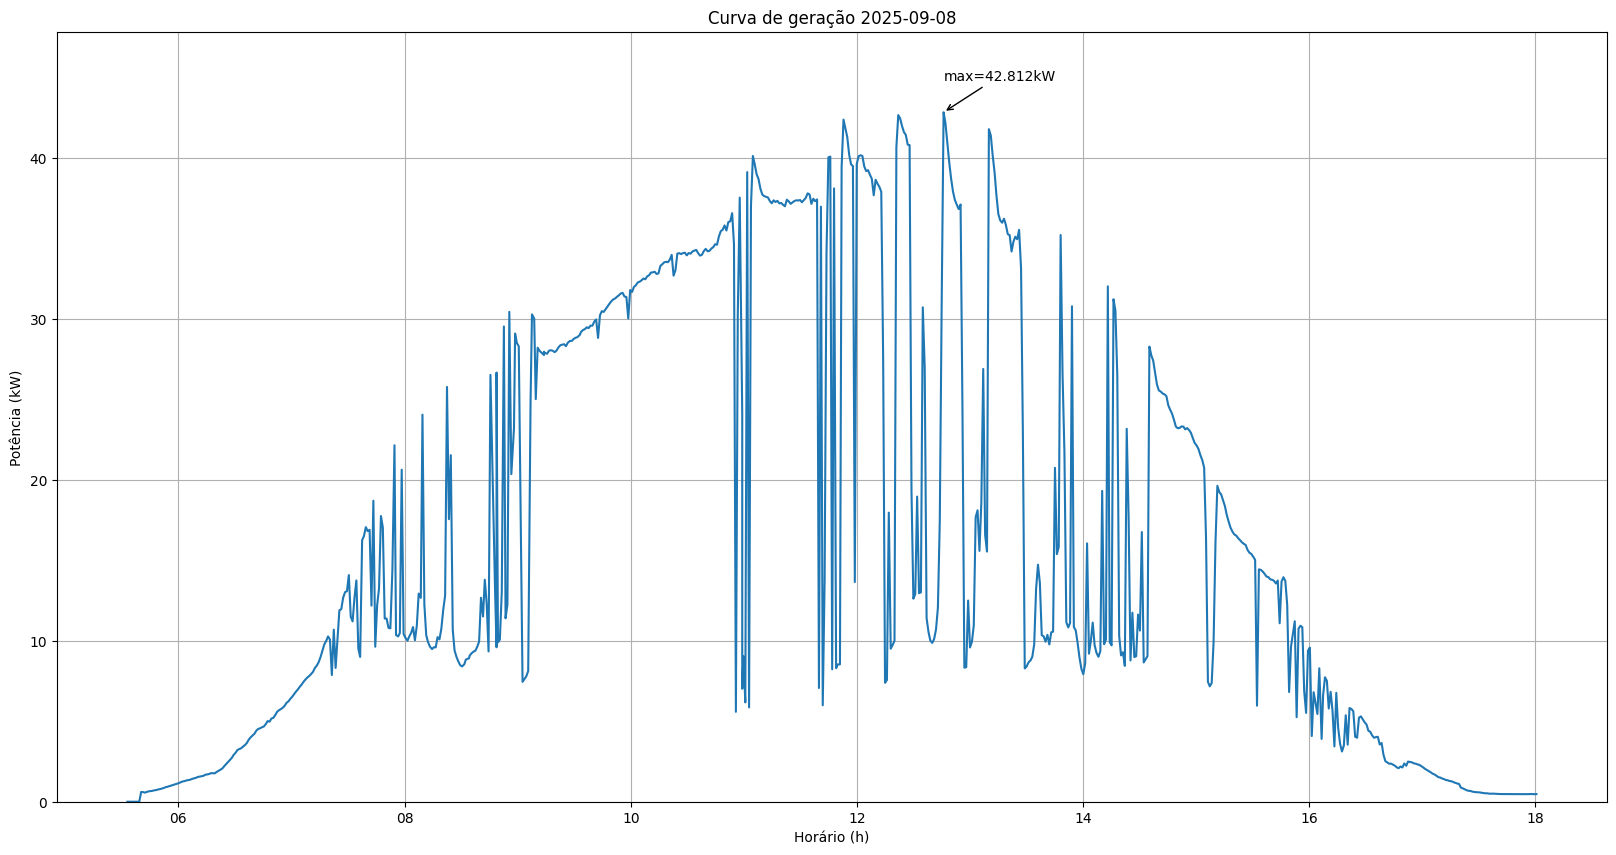 Curva de geração 2025-09-08
max=42.812kW
Potência (kW)
40
30
20
10
0
06 08 10 12 14 16 18
Horário (h)